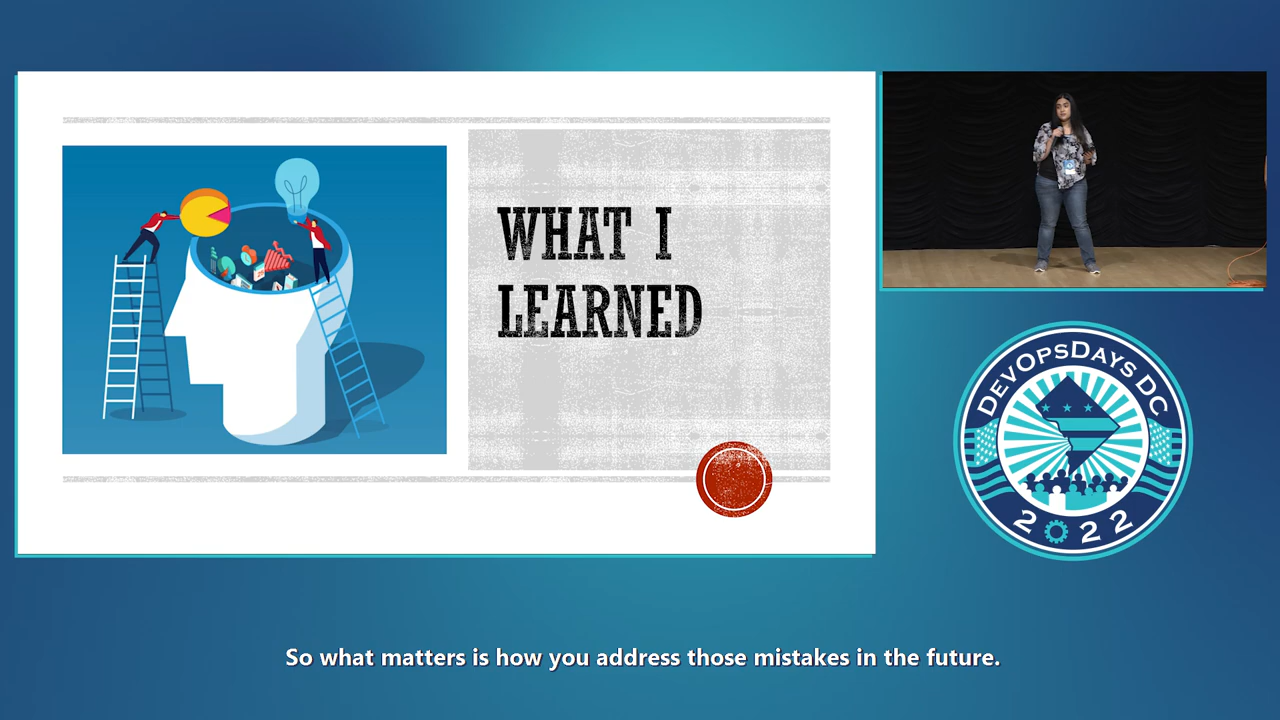 WHAT I
LEARNED
DEVOPSDAYS DC
2022
So what matters is how you address those mistakes in the future.